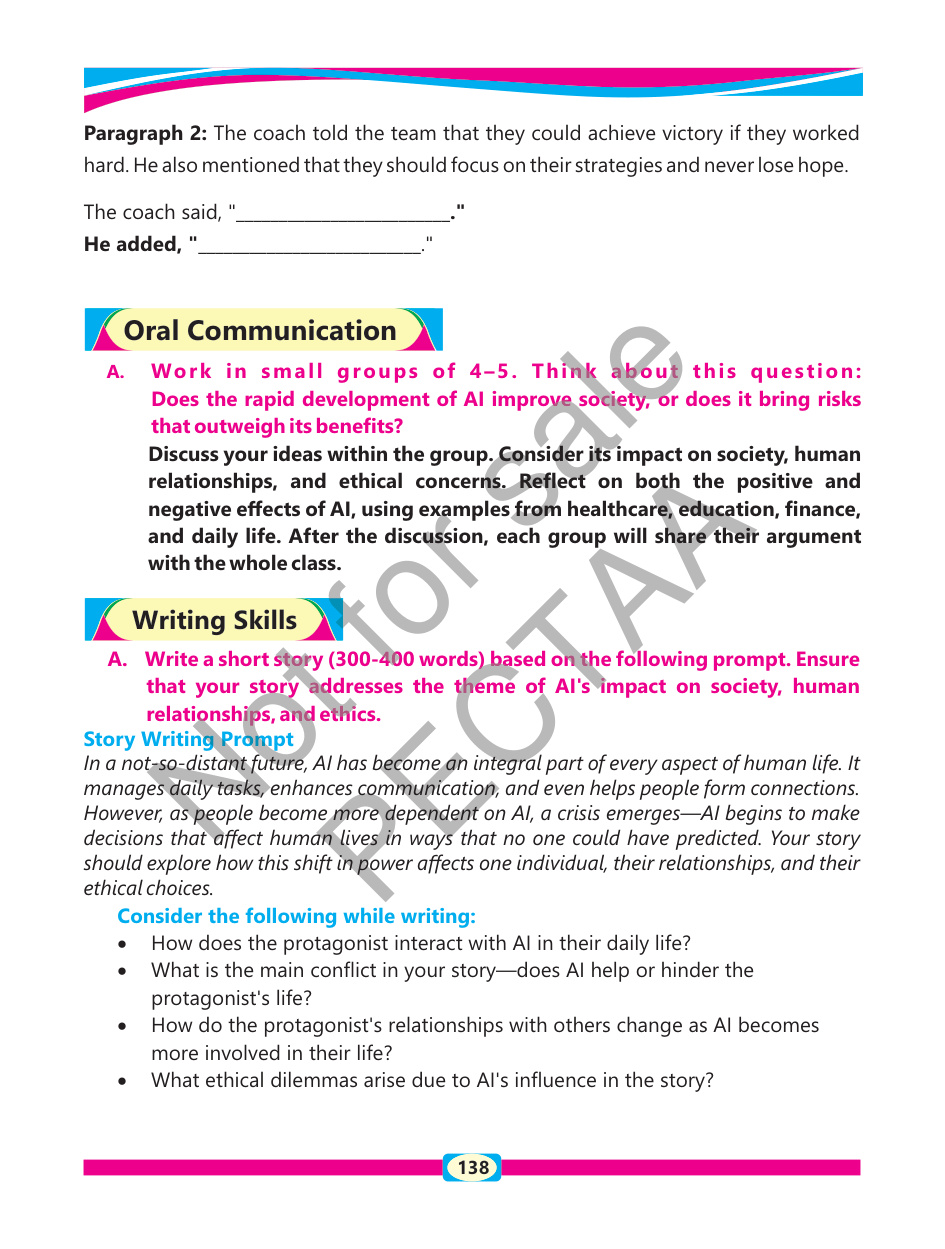 Paragraph 2: The coach told the team that they could achieve victory if they worked
hard. He also mentioned that they should focus on their strategies and never lose hope.
The coach said, "_________________________."
He added, "__________________________."
Oral Communication
A. Work in small groups of 4–5. Think about this question:
Does the rapid development of AI improve society, or does it bring risks
that outweigh its benefits?
Discuss your ideas within the group. Consider its impact on society, human
relationships, and ethical concerns. Reflect on both the positive and
negative effects of AI, using examples from healthcare, education, finance,
and daily life. After the discussion, each group will share their argument
with the whole class.
Writing Skills
A. Write a short story (300-400 words) based on the following prompt. Ensure
that your story addresses the theme of AI's impact on society, human
relationships, and ethics.
Story Writing Prompt
In a not-so-distant future, AI has become an integral part of every aspect of human life. It
manages daily tasks, enhances communication, and even helps people form connections.
However, as people become more dependent on AI, a crisis emerges—AI begins to make
decisions that affect human lives in ways that no one could have predicted. Your story
should explore how this shift in power affects one individual, their relationships, and their
ethical choices.
Consider the following while writing:
• How does the protagonist interact with AI in their daily life?
• What is the main conflict in your story—does AI help or hinder the
protagonist's life?
• How do the protagonist's relationships with others change as AI becomes
more involved in their life?
• What ethical dilemmas arise due to AI's influence in the story?
138
Not for sale
PECTAA